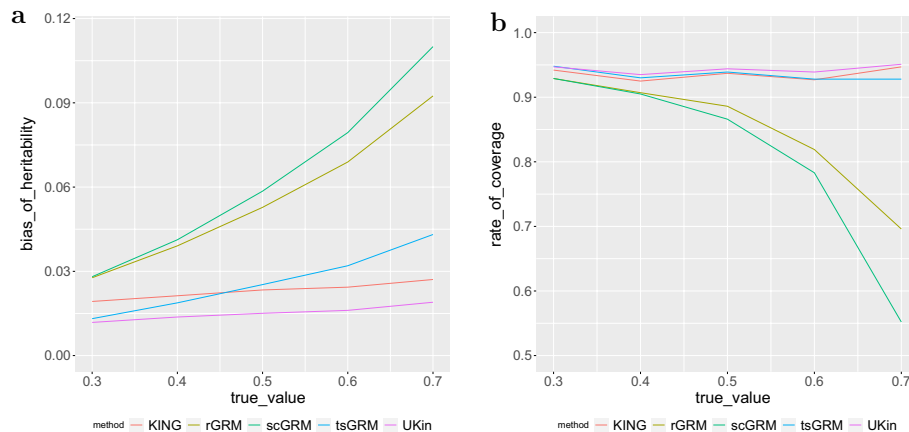 a
0.12
0.09
0.06
0.03
0.00
bias_of_heritability
0.3 0.4 0.5 0.6 0.7
true_value
method KING rGRM scGRM tsGRM UKin
b
1.0
0.9
0.8
0.7
0.6
0.5
rate_of_coverage
0.3 0.4 0.5 0.6 0.7
true_value
method KING rGRM scGRM tsGRM UKin